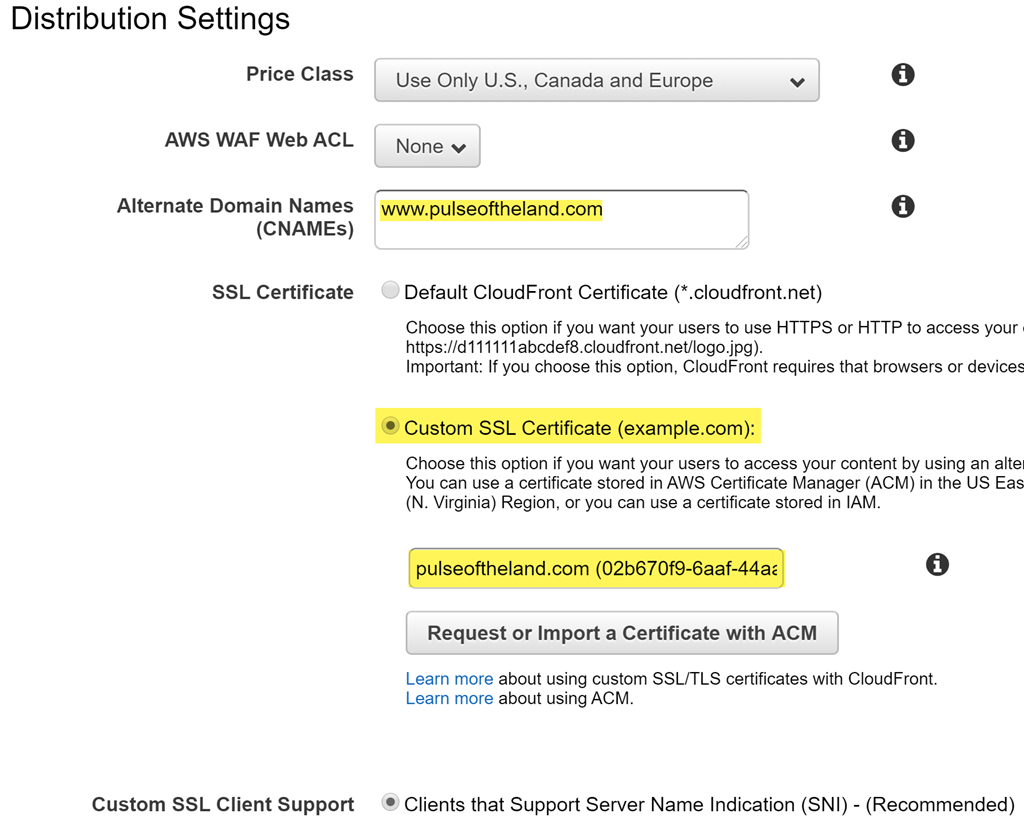 Distribution Settings
Price Class
Use Only U.S., Canada and Europe
AWS WAF Web ACL
None
Alternate Domain Names
(CNAMEs)
www.pulseoftheland.com
SSL Certificate
Default CloudFront Certificate (*.cloudfront.net)
Choose this option if you want your users to use HTTPS or HTTP to access your
https://d111111abcdef8.cloudfront.net/logo.jpg).
Important: If you choose this option, CloudFront requires that browsers or devices
Custom SSL Certificate (example.com):
Choose this option if you want your users to access your content by using an alter
You can use a certificate stored in AWS Certificate Manager (ACM) in the US Eas
(N. Virginia) Region, or you can use a certificate stored in IAM.
pulseoftheland.com (02b670f9-6aaf-44aa
Request or Import a Certificate with ACM
Learn more about using custom SSL/TLS certificates with CloudFront.
Learn more about using ACM.
Custom SSL Client Support
Clients that Support Server Name Indication (SNI) - (Recommended)